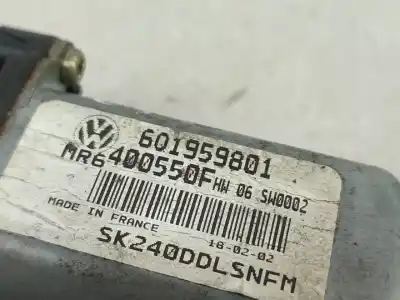 601959801
MR6400550F HW 06 SW0002
MADE IN FRANCE 18-02-02
SK240DDLSNFM